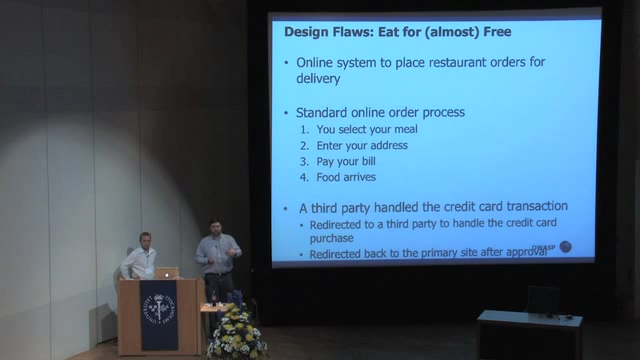 Design Flaws: Eat for (almost) Free
• Online system to place restaurant orders for
delivery
• Standard online order process
1. You select your meal
2. Enter your address
3. Pay your bill
4. Food arrives
• A third party handled the credit card transaction
• Redirected to a third party to handle the credit card
purchase
• Redirected back to the primary site after approval
OWASP